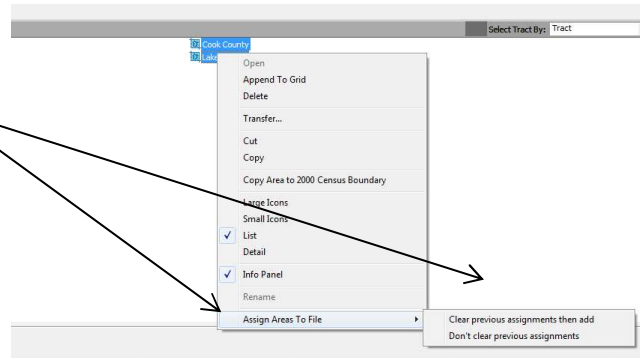 Select Tract By: Tract
Cook County
Lake
Open
Append To Grid
Delete
Transfer...
Cut
Copy
Copy Area to 2000 Census Boundary
Large Icons
Small Icons
List
Detail
Info Panel
Rename
Assign Areas To File
Clear previous assignments then add
Don't clear previous assignments